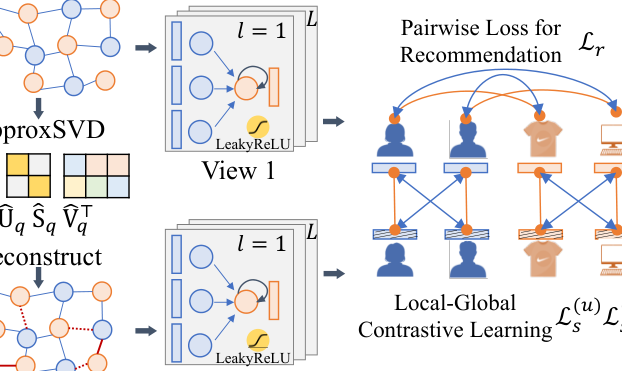 l = 1
L
LeakyReLU
View 1
Pairwise Loss for
Recommendation ℒ_r
pproxSVD
Û_q Ŝ_q V̂_q^⊤
econstruct
l = 1
L
LeakyReLU
Local-Global
Contrastive Learning
ℒ_s^{(u)} ℒ_s